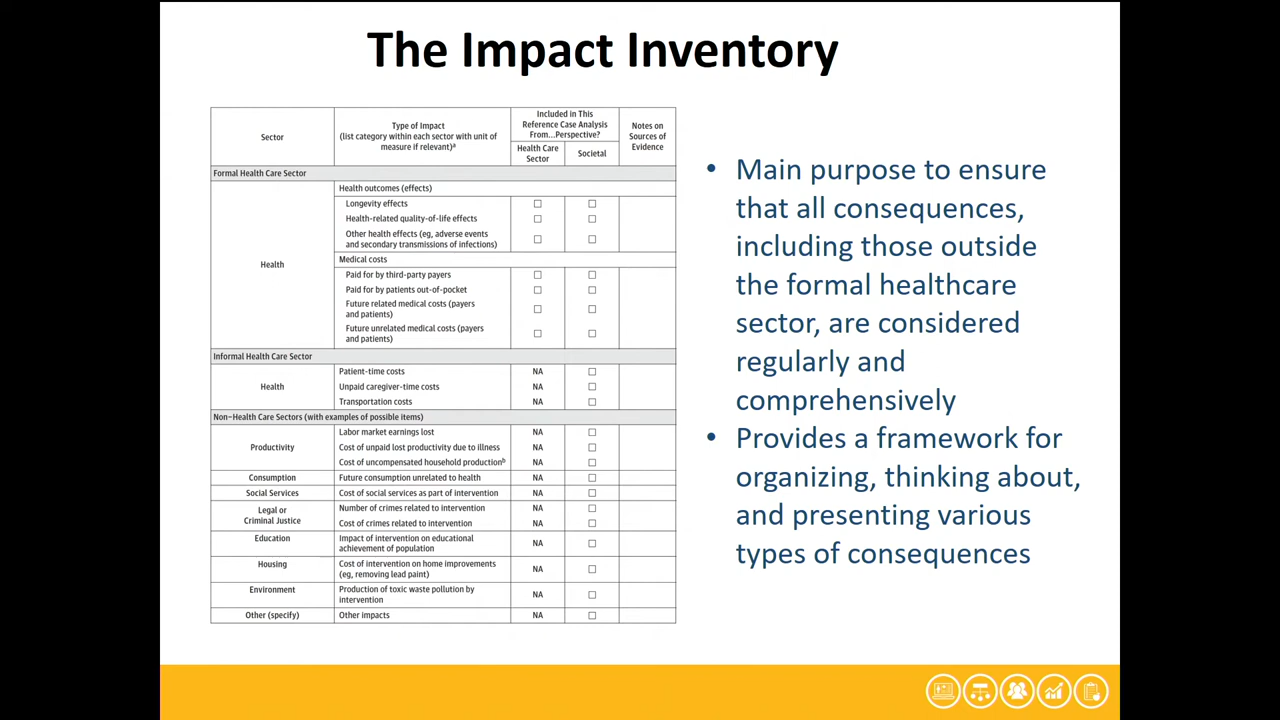 The Impact Inventory
Sector
Type of Impact
(list category within each sector with unit of
measure if relevant)ᵃ
Included in This
Reference Case Analysis
From...Perspective?
Health Care
Sector
Societal
Notes on
Sources of
Evidence
Formal Health Care Sector
Health
Health outcomes (effects)
Longevity effects
Health-related quality-of-life effects
Other health effects (eg, adverse events
and secondary transmissions of infections)
Medical costs
Paid for by third-party payers
Paid for by patients out-of-pocket
Future related medical costs (payers
and patients)
Future unrelated medical costs (payers
and patients)
Informal Health Care Sector
Health
Patient-time costs NA
Unpaid caregiver-time costs NA
Transportation costs NA
Non–Health Care Sectors (with examples of possible items)
Productivity
Labor market earnings lost NA
Cost of unpaid lost productivity due to illness NA
Cost of uncompensated household productionᵇ NA
Consumption Future consumption unrelated to health NA
Social Services Cost of social services as part of intervention NA
Legal or
Criminal Justice
Number of crimes related to intervention NA
Cost of crimes related to intervention NA
Education Impact of intervention on educational
achievement of population NA
Housing Cost of intervention on home improvements
(eg, removing lead paint) NA
Environment Production of toxic waste pollution by
intervention NA
Other (specify) Other impacts NA
• Main purpose to ensure
that all consequences,
including those outside
the formal healthcare
sector, are considered
regularly and
comprehensively
• Provides a framework for
organizing, thinking about,
and presenting various
types of consequences